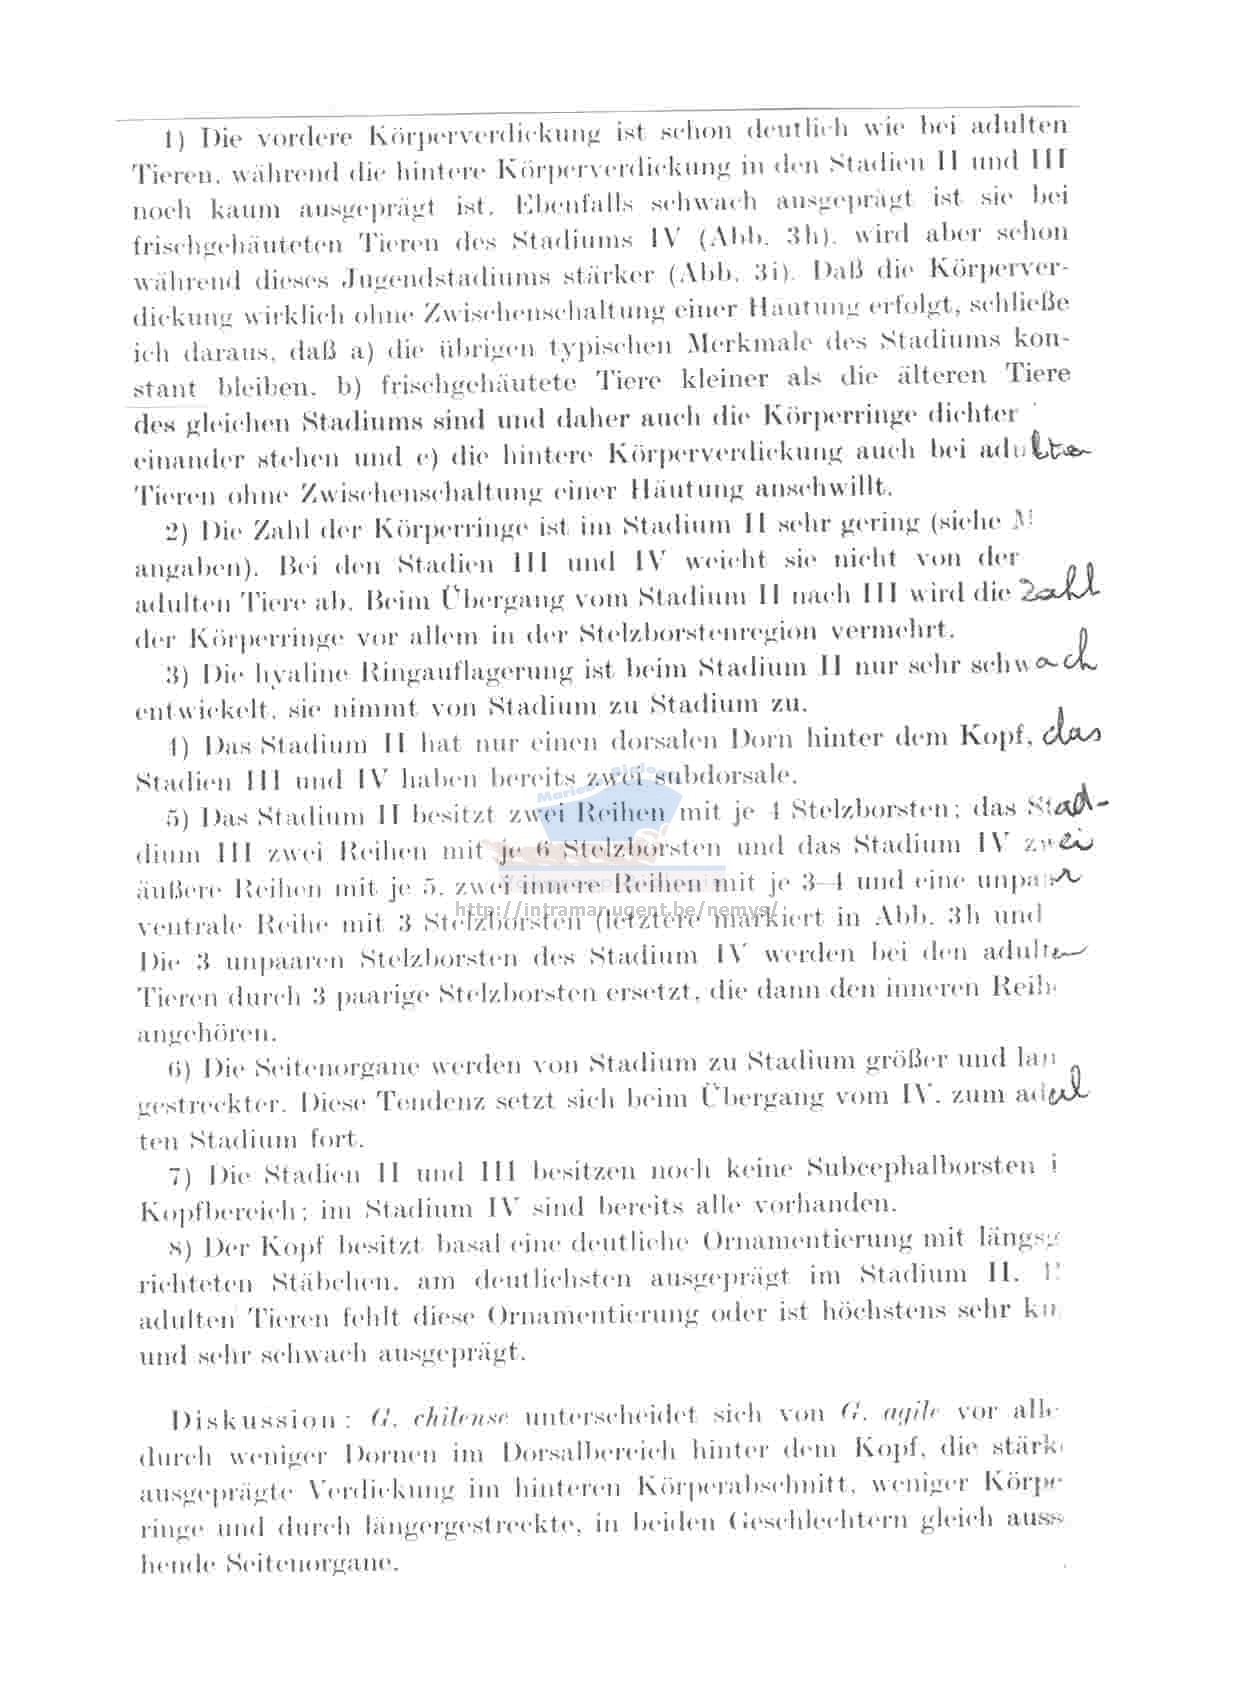 1) Die vordere Körperverdickung ist schon deutlich wie bei adulten
Tieren, während die hintere Körperverdickung in den Stadien II und III
noch kaum ausgeprägt ist. Ebenfalls schwach ausgeprägt ist sie bei
frischgehäuteten Tieren des Stadiums IV (Abb. 3h), wird aber schon
während dieses Jugendstadiums stärker (Abb. 3i). Daß die Körperver-
dickung wirklich ohne Zwischenschaltung einer Häutung erfolgt, schließe
ich daraus, daß a) die übrigen typischen Merkmale des Stadiums kon-
stant bleiben, b) frischgehäutete Tiere kleiner als die älteren Tiere
des gleichen Stadiums sind und daher auch die Körperringe dichter
einander stehen und c) die hintere Körperverdickung auch bei adulten
Tieren ohne Zwischenschaltung einer Häutung anschwillt.
2) Die Zahl der Körperringe ist im Stadium II sehr gering (siehe M
angaben). Bei den Stadien III und IV weicht sie nicht von der
adulten Tiere ab. Beim Übergang vom Stadium II nach III wird die Zahl
der Körperringe vor allem in der Stelzborstenregion vermehrt.
3) Die hyaline Ringauflagerung ist beim Stadium II nur sehr schwach
entwickelt, sie nimmt von Stadium zu Stadium zu.
4) Das Stadium II hat nur einen dorsalen Dorn hinter dem Kopf, das
Stadien III und IV haben bereits zwei subdorsale.
5) Das Stadium II besitzt zwei Reihen mit je 4 Stelzborsten; das Stad-
dium III zwei Reihen mit je 6 Stelzborsten und das Stadium IV zwei
äußere Reihen mit je 5, zwei innere Reihen mit je 3–4 und eine unpaar
http://intramar.ugent.be/nemys/
ventrale Reihe mit 3 Stelzborsten (letztere markiert in Abb. 3h und
Die 3 unpaaren Stelzborsten des Stadium IV werden bei den adulten
Tieren durch 3 paarige Stelzborsten ersetzt, die dann den inneren Reihe
angehören.
6) Die Seitenorgane werden von Stadium zu Stadium größer und lan
gestreckter. Diese Tendenz setzt sich beim Übergang vom IV. zum adul
ten Stadium fort.
7) Die Stadien II und III besitzen noch keine Subcephalborsten i
Kopfbereich; im Stadium IV sind bereits alle vorhanden.
8) Der Kopf besitzt basal eine deutliche Ornamentierung mit längsg
richteten Stäbchen, am deutlichsten ausgeprägt im Stadium II.
adulten Tieren fehlt diese Ornamentierung oder ist höchstens sehr ku
und sehr schwach ausgeprägt.
Diskussion: G. chilense unterscheidet sich von G. agile vor alle
durch weniger Dornen im Dorsalbereich hinter dem Kopf, die stärke
ausgeprägte Verdickung im hinteren Körperabschnitt, weniger Körpe
ringe und durch längergestreckte, in beiden Geschlechtern gleich auss
hende Seitenorgane.